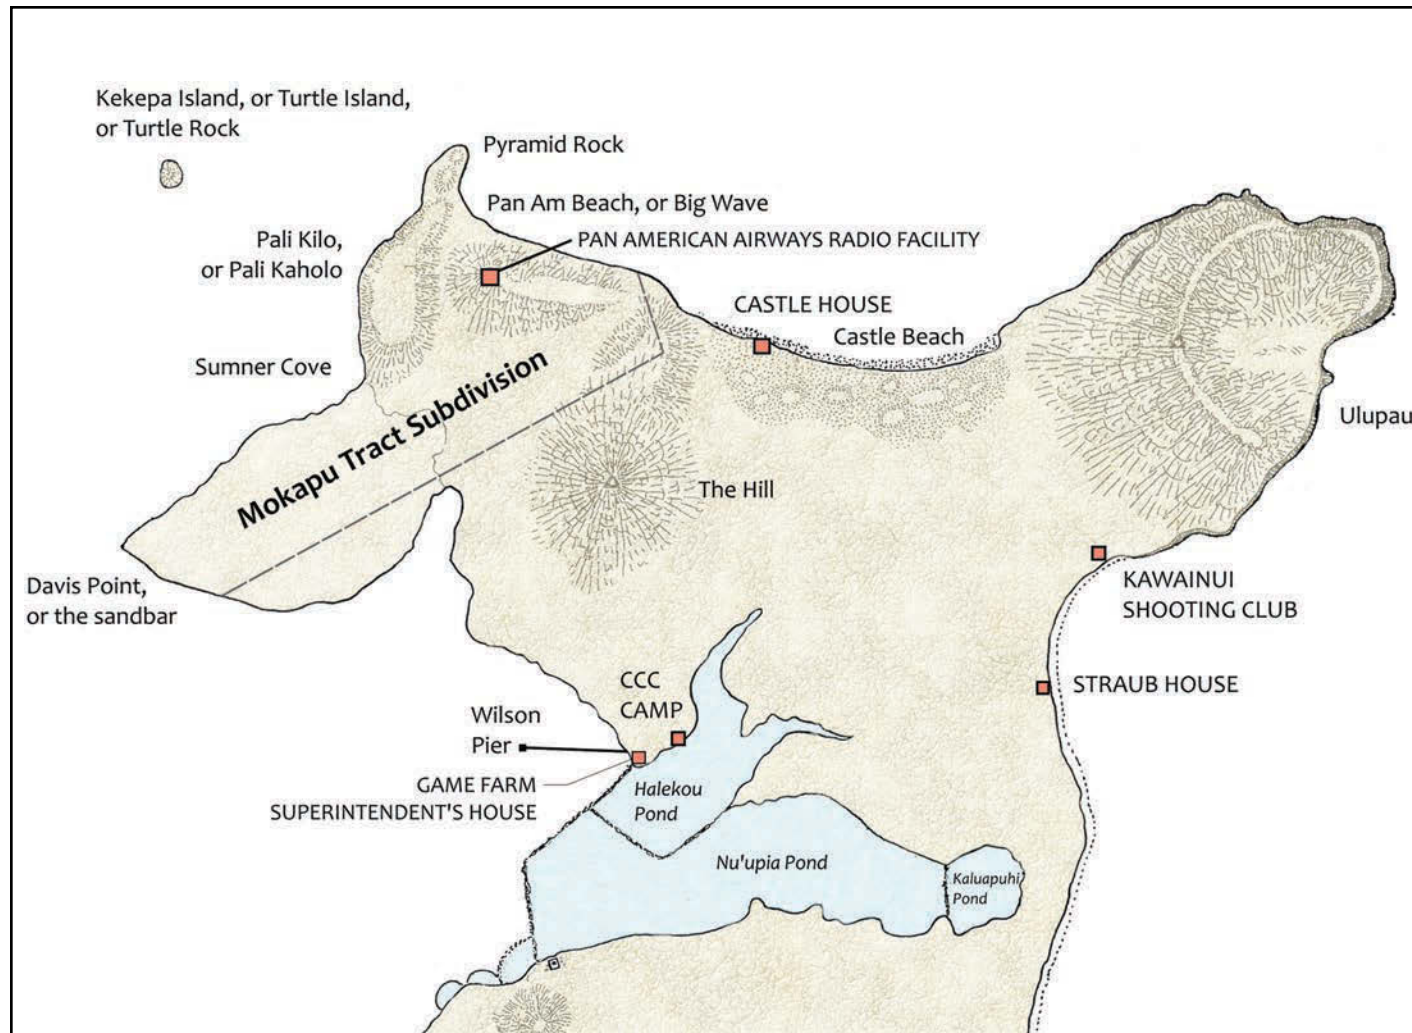 Kekepa Island, or Turtle Island,
or Turtle Rock
Pyramid Rock
Pan Am Beach, or Big Wave
PAN AMERICAN AIRWAYS RADIO FACILITY
Pali Kilo,
or Pali Kaholo
CASTLE HOUSE
Castle Beach
Sumner Cove
Mokapu Tract Subdivision
Ulupau
The Hill
Davis Point,
or the sandbar
KAWAINUI
SHOOTING CLUB
CCC
CAMP
STRAUB HOUSE
Wilson
Pier
GAME FARM
SUPERINTENDENT'S HOUSE
Halekou
Pond
Nu'upia Pond
Kaluapuhi
Pond